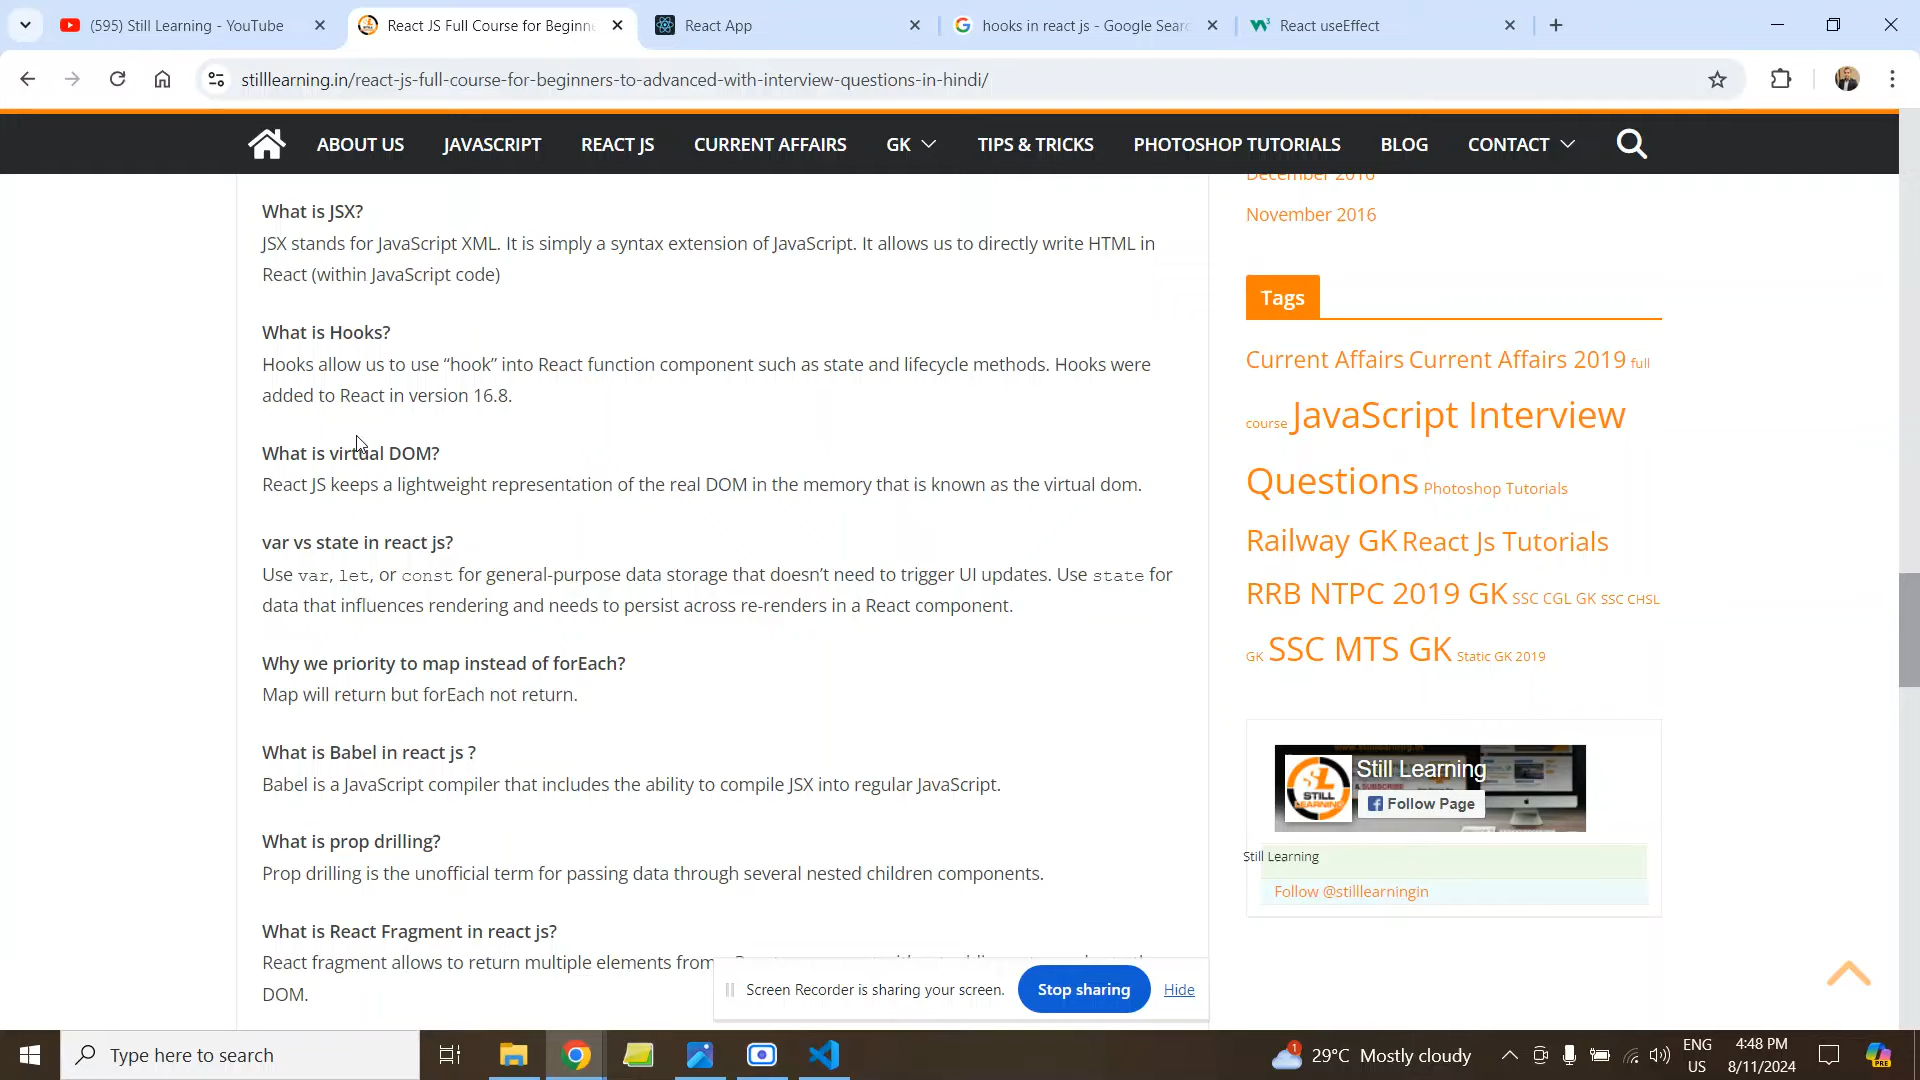 (595) Still Learning - YouTube
React JS Full Course for Beginne
React App
hooks in react js - Google Searc
React useEffect
stilllearning.in/react-js-full-course-for-beginners-to-advanced-with-interview-questions-in-hindi/
ABOUT US JAVASCRIPT REACT JS CURRENT AFFAIRS GK TIPS & TRICKS PHOTOSHOP TUTORIALS BLOG CONTACT
What is JSX?
JSX stands for JavaScript XML. It is simply a syntax extension of JavaScript. It allows us to directly write HTML in
React (within JavaScript code)
What is Hooks?
Hooks allow us to use “hook” into React function component such as state and lifecycle methods. Hooks were
added to React in version 16.8.
What is virtual DOM?
React JS keeps a lightweight representation of the real DOM in the memory that is known as the virtual dom.
var vs state in react js?
Use var, let, or const for general-purpose data storage that doesn’t need to trigger UI updates. Use state for
data that influences rendering and needs to persist across re-renders in a React component.
Why we priority to map instead of forEach?
Map will return but forEach not return.
What is Babel in react js ?
Babel is a JavaScript compiler that includes the ability to compile JSX into regular JavaScript.
What is prop drilling?
Prop drilling is the unofficial term for passing data through several nested children components.
What is React Fragment in react js?
React fragment allows to return multiple elements from
DOM.
December 2016
November 2016
Tags
Current Affairs Current Affairs 2019 full
course JavaScript Interview
Questions Photoshop Tutorials
Railway GK React Js Tutorials
RRB NTPC 2019 GK SSC CGL GK SSC CHSL
GK SSC MTS GK Static GK 2019
Still Learning
STILL
LEARNING
Follow Page
Still Learning
Follow @stilllearningin
Screen Recorder is sharing your screen. Stop sharing Hide
Type here to search
1
29°C Mostly cloudy
ENG
US
4:48 PM
8/11/2024
PRE